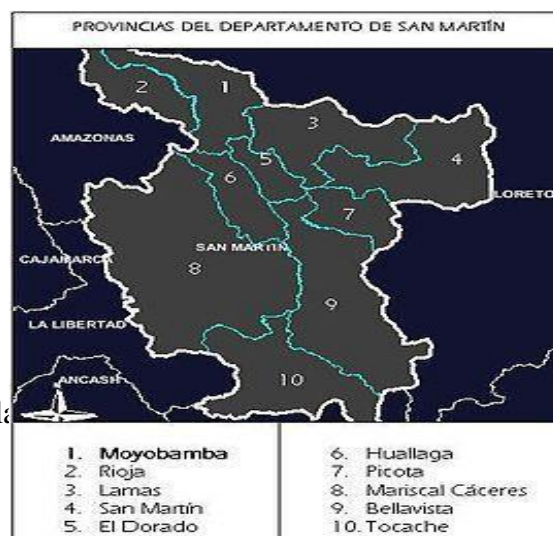 PROVINCIAS DEL DEPARTAMENTO DE SAN MARTÍN
2
1
3
AMAZONAS
5
4
6
LORETO
7
SAN MARTIN
CAJAMARCA
8
9
LA LIBERTAD
ANCASH
10
1. Moyobamba
2. Rioja
3. Lamas
4. San Martín
5. El Dorado
6. Huallaga
7. Picota
8. Mariscal Cáceres
9. Bellavista
10. Tocache